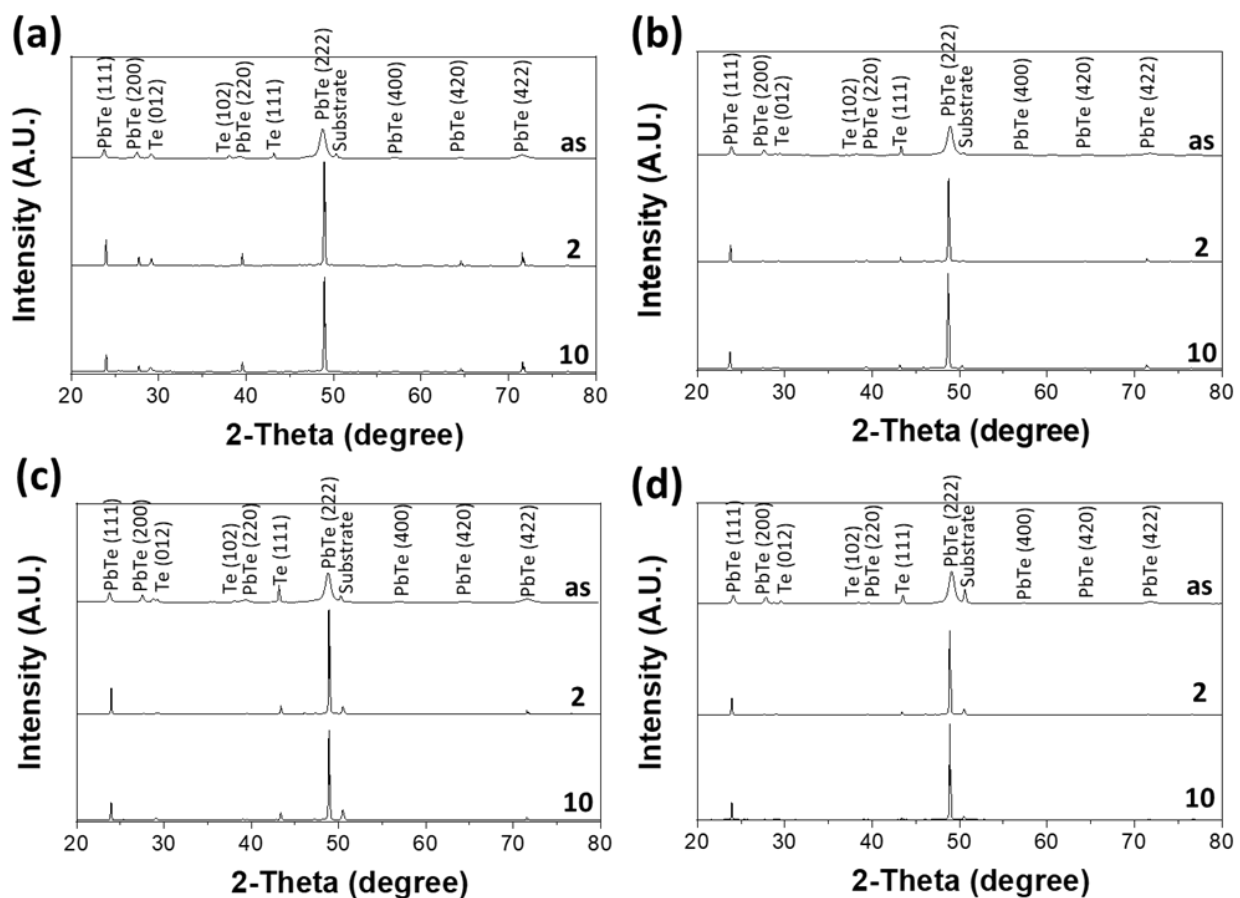 (a)
Intensity (A.U.)
PbTe (111)
PbTe (200)
Te (012)
Te (102)
PbTe (220)
Te (111)
PbTe (222)
Substrate
PbTe (400)
PbTe (420)
PbTe (422)
as
2
10
20 30 40 50 60 70 80
2-Theta (degree)
(b)
Intensity (A.U.)
PbTe (111)
PbTe (200)
Te (012)
Te (102)
PbTe (220)
Te (111)
PbTe (222)
Substrate
PbTe (400)
PbTe (420)
PbTe (422)
as
2
10
20 30 40 50 60 70 80
2-Theta (degree)
(c)
Intensity (A.U.)
PbTe (111)
PbTe (200)
Te (012)
Te (102)
PbTe (220)
Te (111)
PbTe (222)
Substrate
PbTe (400)
PbTe (420)
PbTe (422)
as
2
10
20 30 40 50 60 70 80
2-Theta (degree)
(d)
Intensity (A.U.)
PbTe (111)
PbTe (200)
Te (012)
Te (102)
PbTe (220)
Te (111)
PbTe (222)
Substrate
PbTe (400)
PbTe (420)
PbTe (422)
as
2
10
20 30 40 50 60 70 80
2-Theta (degree)